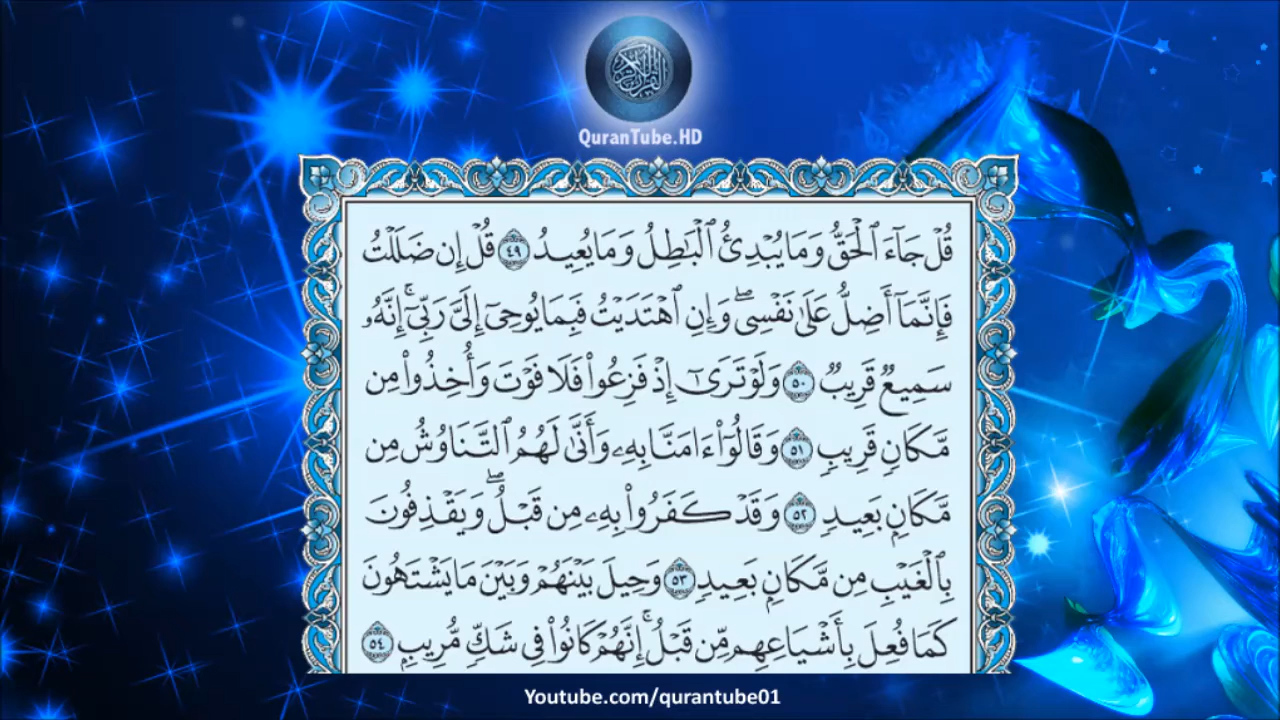 القرآن الكريم
QuranTube.HD
قُلْ جَآءَ ٱلْحَقُّ وَمَا يُبْدِئُ ٱلْبَٰطِلُ وَمَا يُعِيدُ ٤٩ قُلْ إِن ضَلَلْتُ
فَإِنَّمَآ أَضِلُّ عَلَىٰ نَفْسِى ۖ وَإِنِ ٱهْتَدَيْتُ فَبِمَا يُوحِىٓ إِلَىَّ رَبِّىٓ ۚ إِنَّهُۥ
سَمِيعٌ قَرِيبٌ ٥٠ وَلَوْ تَرَىٰٓ إِذْ فَزِعُوا۟ فَلَا فَوْتَ وَأُخِذُوا۟ مِن
مَّكَانٍ قَرِيبٍ ٥١ وَقَالُوٓا۟ ءَامَنَّا بِهِۦ وَأَنَّىٰ لَهُمُ ٱلتَّنَاوُشُ مِن
مَّكَانٍۭ بَعِيدٍ ٥٢ وَقَدْ كَفَرُوا۟ بِهِۦ مِن قَبْلُ ۖ وَيَقْذِفُونَ
بِٱلْغَيْبِ مِن مَّكَانٍۭ بَعِيدٍ ٥٣ وَحِيلَ بَيْنَهُمْ وَبَيْنَ مَا يَشْتَهُونَ
كَمَا فُعِلَ بِأَشْيَاعِهِم مِّن قَبْلُ ۚ إِنَّهُمْ كَانُوا۟ فِى شَكٍّ مُّرِيبٍۭ ٥٤
Youtube.com/qurantube01